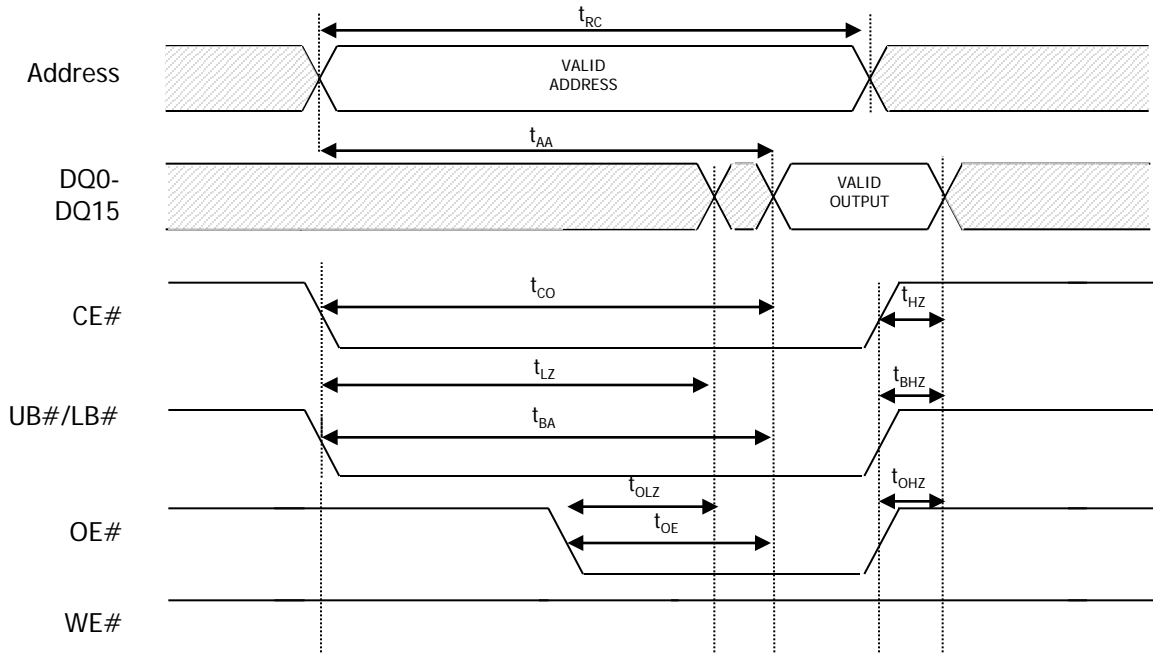 tRC
Address
VALID
ADDRESS
tAA
DQ0-
DQ15
VALID
OUTPUT
CE#
tCO
tHZ
tLZ
tBHZ
UB#/LB#
tBA
tOLZ
tOHZ
OE#
tOE
WE#